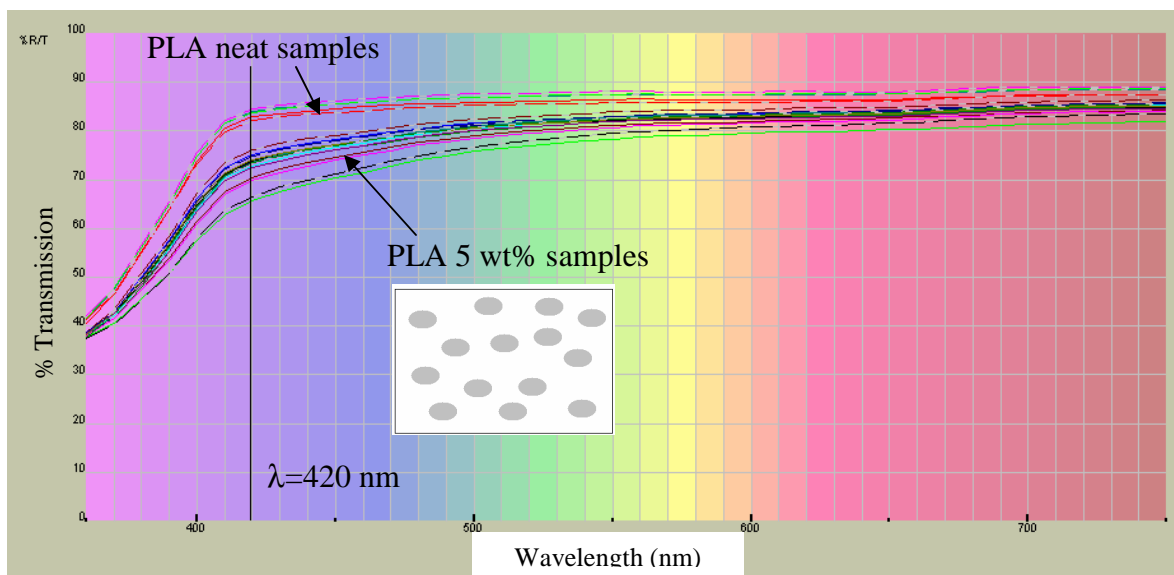 100
%R/T
PLA neat samples
90
80
70
60
PLA 5 wt% samples
50
40
% Transmission
30
20
λ=420 nm
10
0
400
500
600
700
Wavelength (nm)